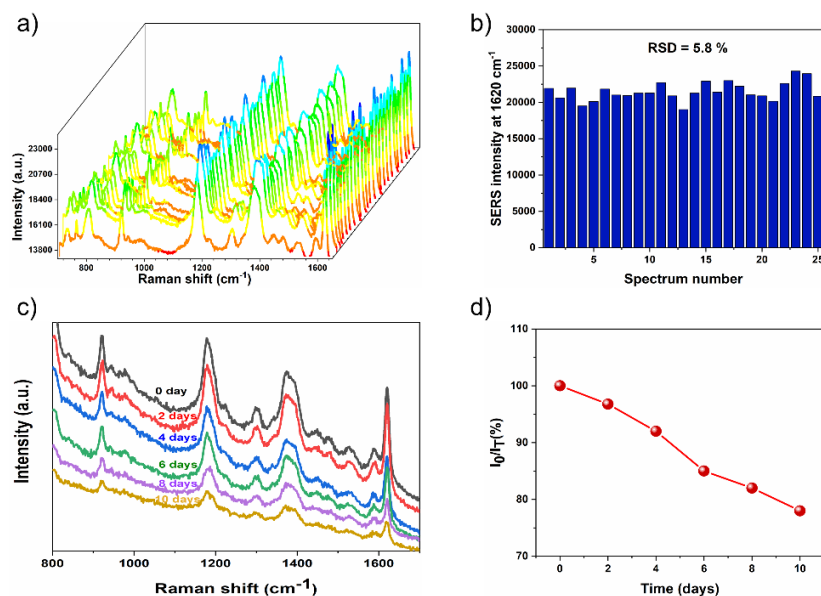 a)
Intensity (a.u.)
23000
20700
18400
16100
13800
800
1000
1200
1400
1600
Raman shift (cm-1)
b)
SERS intensity at 1620 cm-1
35000
30000
25000
20000
15000
10000
5000
0
RSD = 5.8 %
5
10
15
20
25
Spectrum number
c)
Intensity (a.u.)
0 day
2 days
4 days
6 days
8 days
10 days
800
1000
1200
1400
1600
Raman shift (cm-1)
d)
I0/IT(%)
110
100
90
80
70
0
2
4
6
8
10
Time (days)